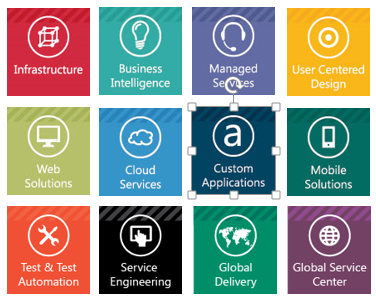 Infrastructure
Business
Intelligence
Managed
Services
User Centered
Design
Web
Solutions
Cloud
Services
a
Custom
Applications
Mobile
Solutions
Test & Test
Automation
Service
Engineering
Global
Delivery
Global Service
Center